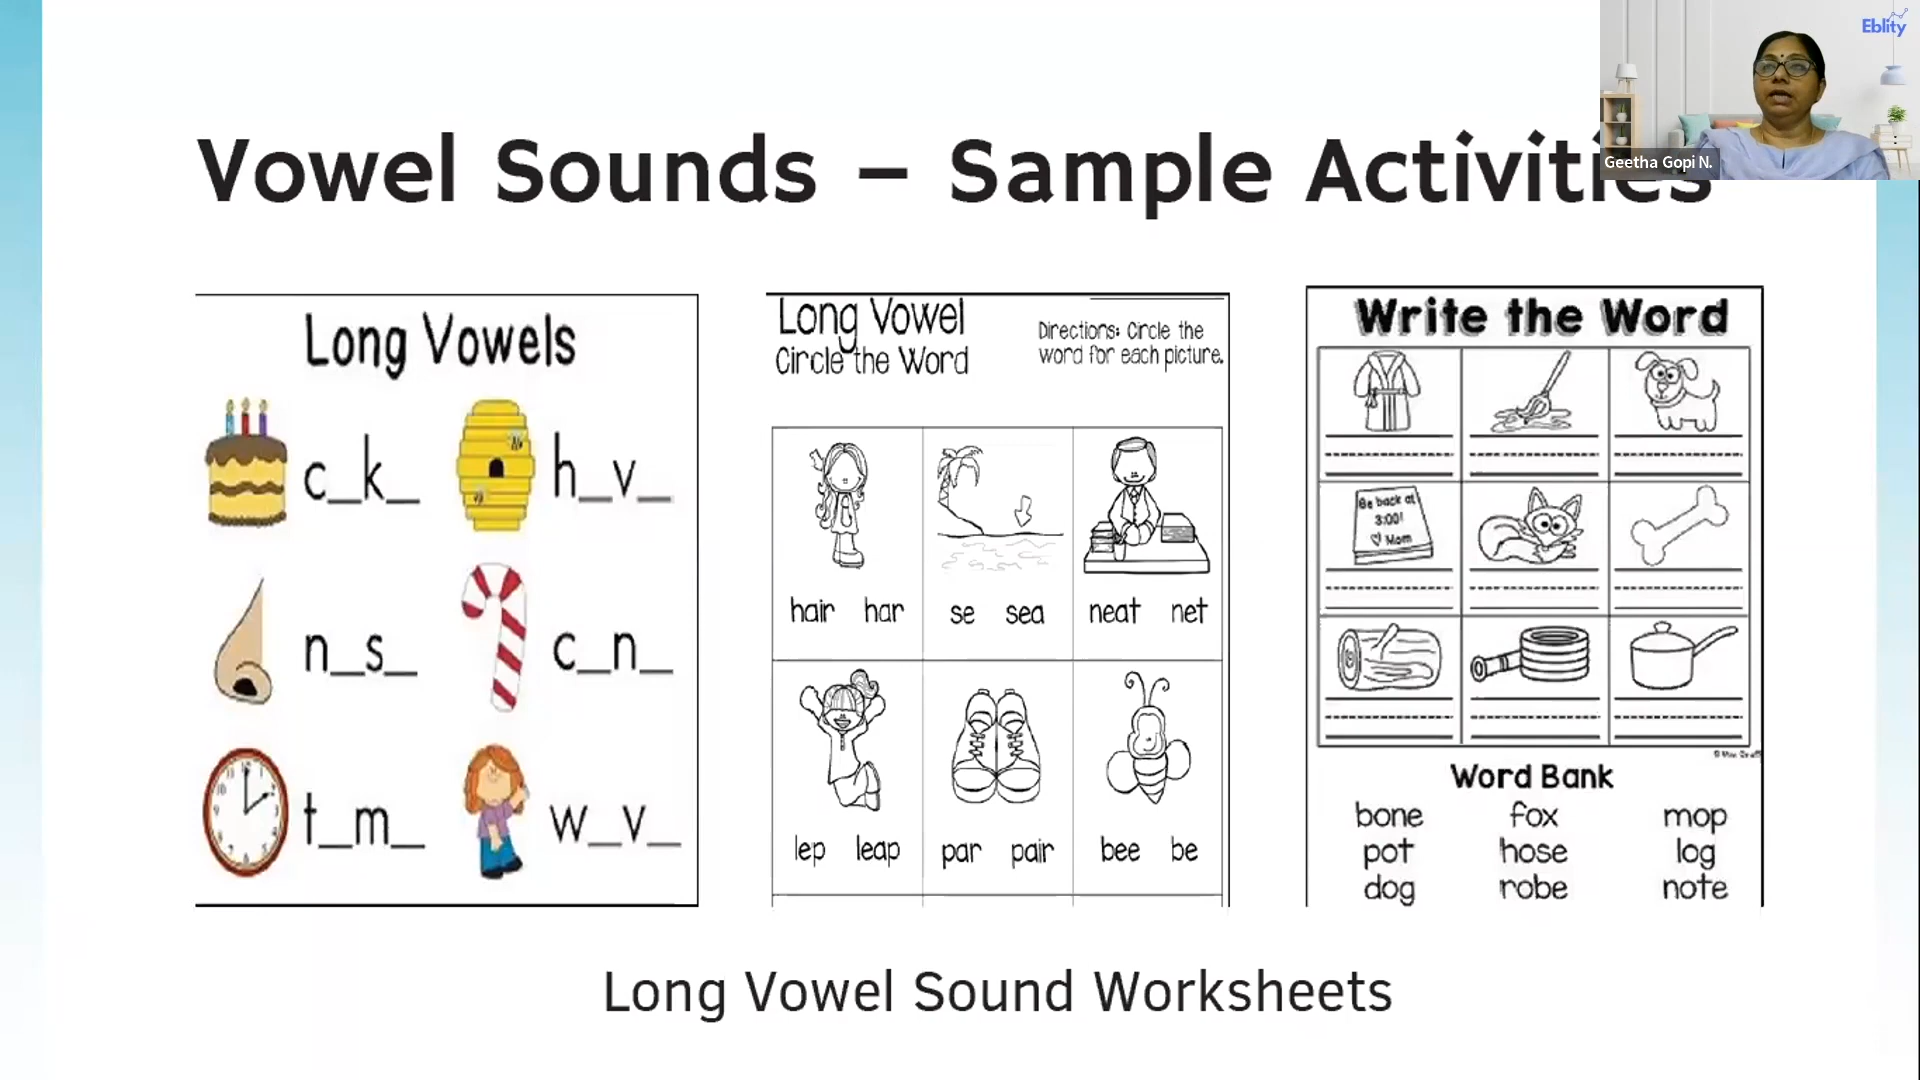 Eblity
Geetha Gopi N.
Vowel Sounds – Sample Activities
Long Vowels
c_k_ h_v_
n_s_ c_n_
t_m_ w_v_
Long Vowel
Circle the Word
Directions: Circle the
word for each picture.
hair har se sea neat net
lep leap par pair bee be
Write the Word
Be back at
3:00!
♡ Mom
Word Bank
bone fox mop
pot hose log
dog robe note
Long Vowel Sound Worksheets